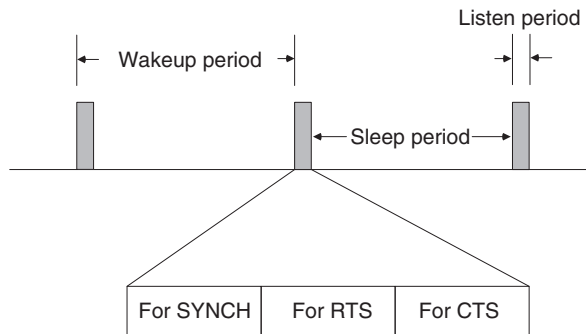 Listen period
Wakeup period
Sleep period
For SYNCH
For RTS
For CTS